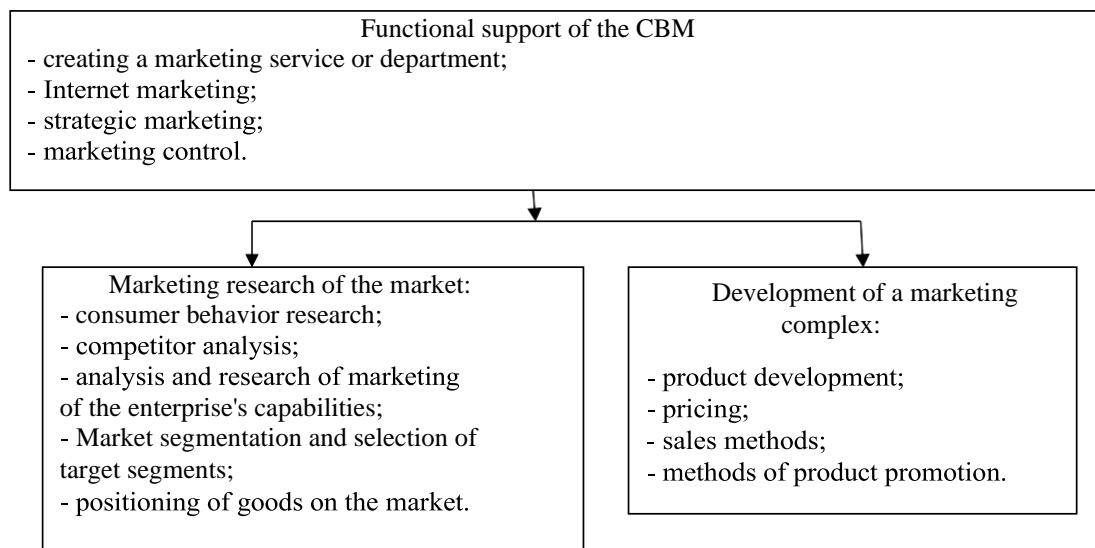 Functional support of the CBM
- creating a marketing service or department;
- Internet marketing;
- strategic marketing;
- marketing control.
Marketing research of the market:
- consumer behavior research;
- competitor analysis;
- analysis and research of marketing
of the enterprise's capabilities;
- Market segmentation and selection of
target segments;
- positioning of goods on the market.
Development of a marketing
complex:
- product development;
- pricing;
- sales methods;
- methods of product promotion.